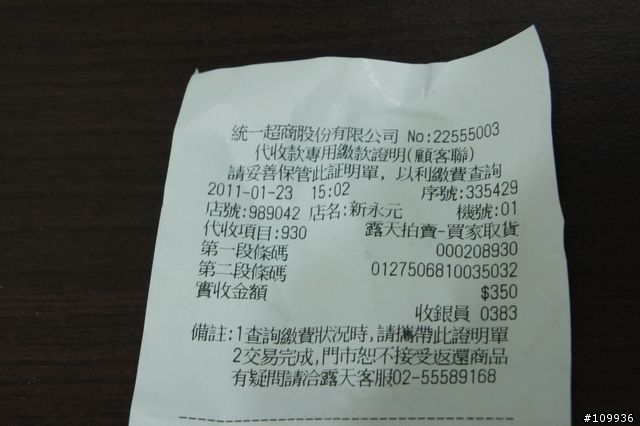 統一超商股份有限公司 No:22555003
代收款專用繳款證明(顧客聯)
請妥善保管此証明單, 以利繳費查詢
2011-01-23 15:02 序號:335429
店號:989042 店名:新永元 機號:01
代收項目:930 露天拍賣-買家取貨
第一段條碼 000208930
第二段條碼 0127506810035032
實收金額 $350
收銀員 0383
備註:1查詢繳費狀況時,請攜帶此證明單
2交易完成,門市恕不接受返還商品
有疑問請洽露天客服02-55589168
#109936